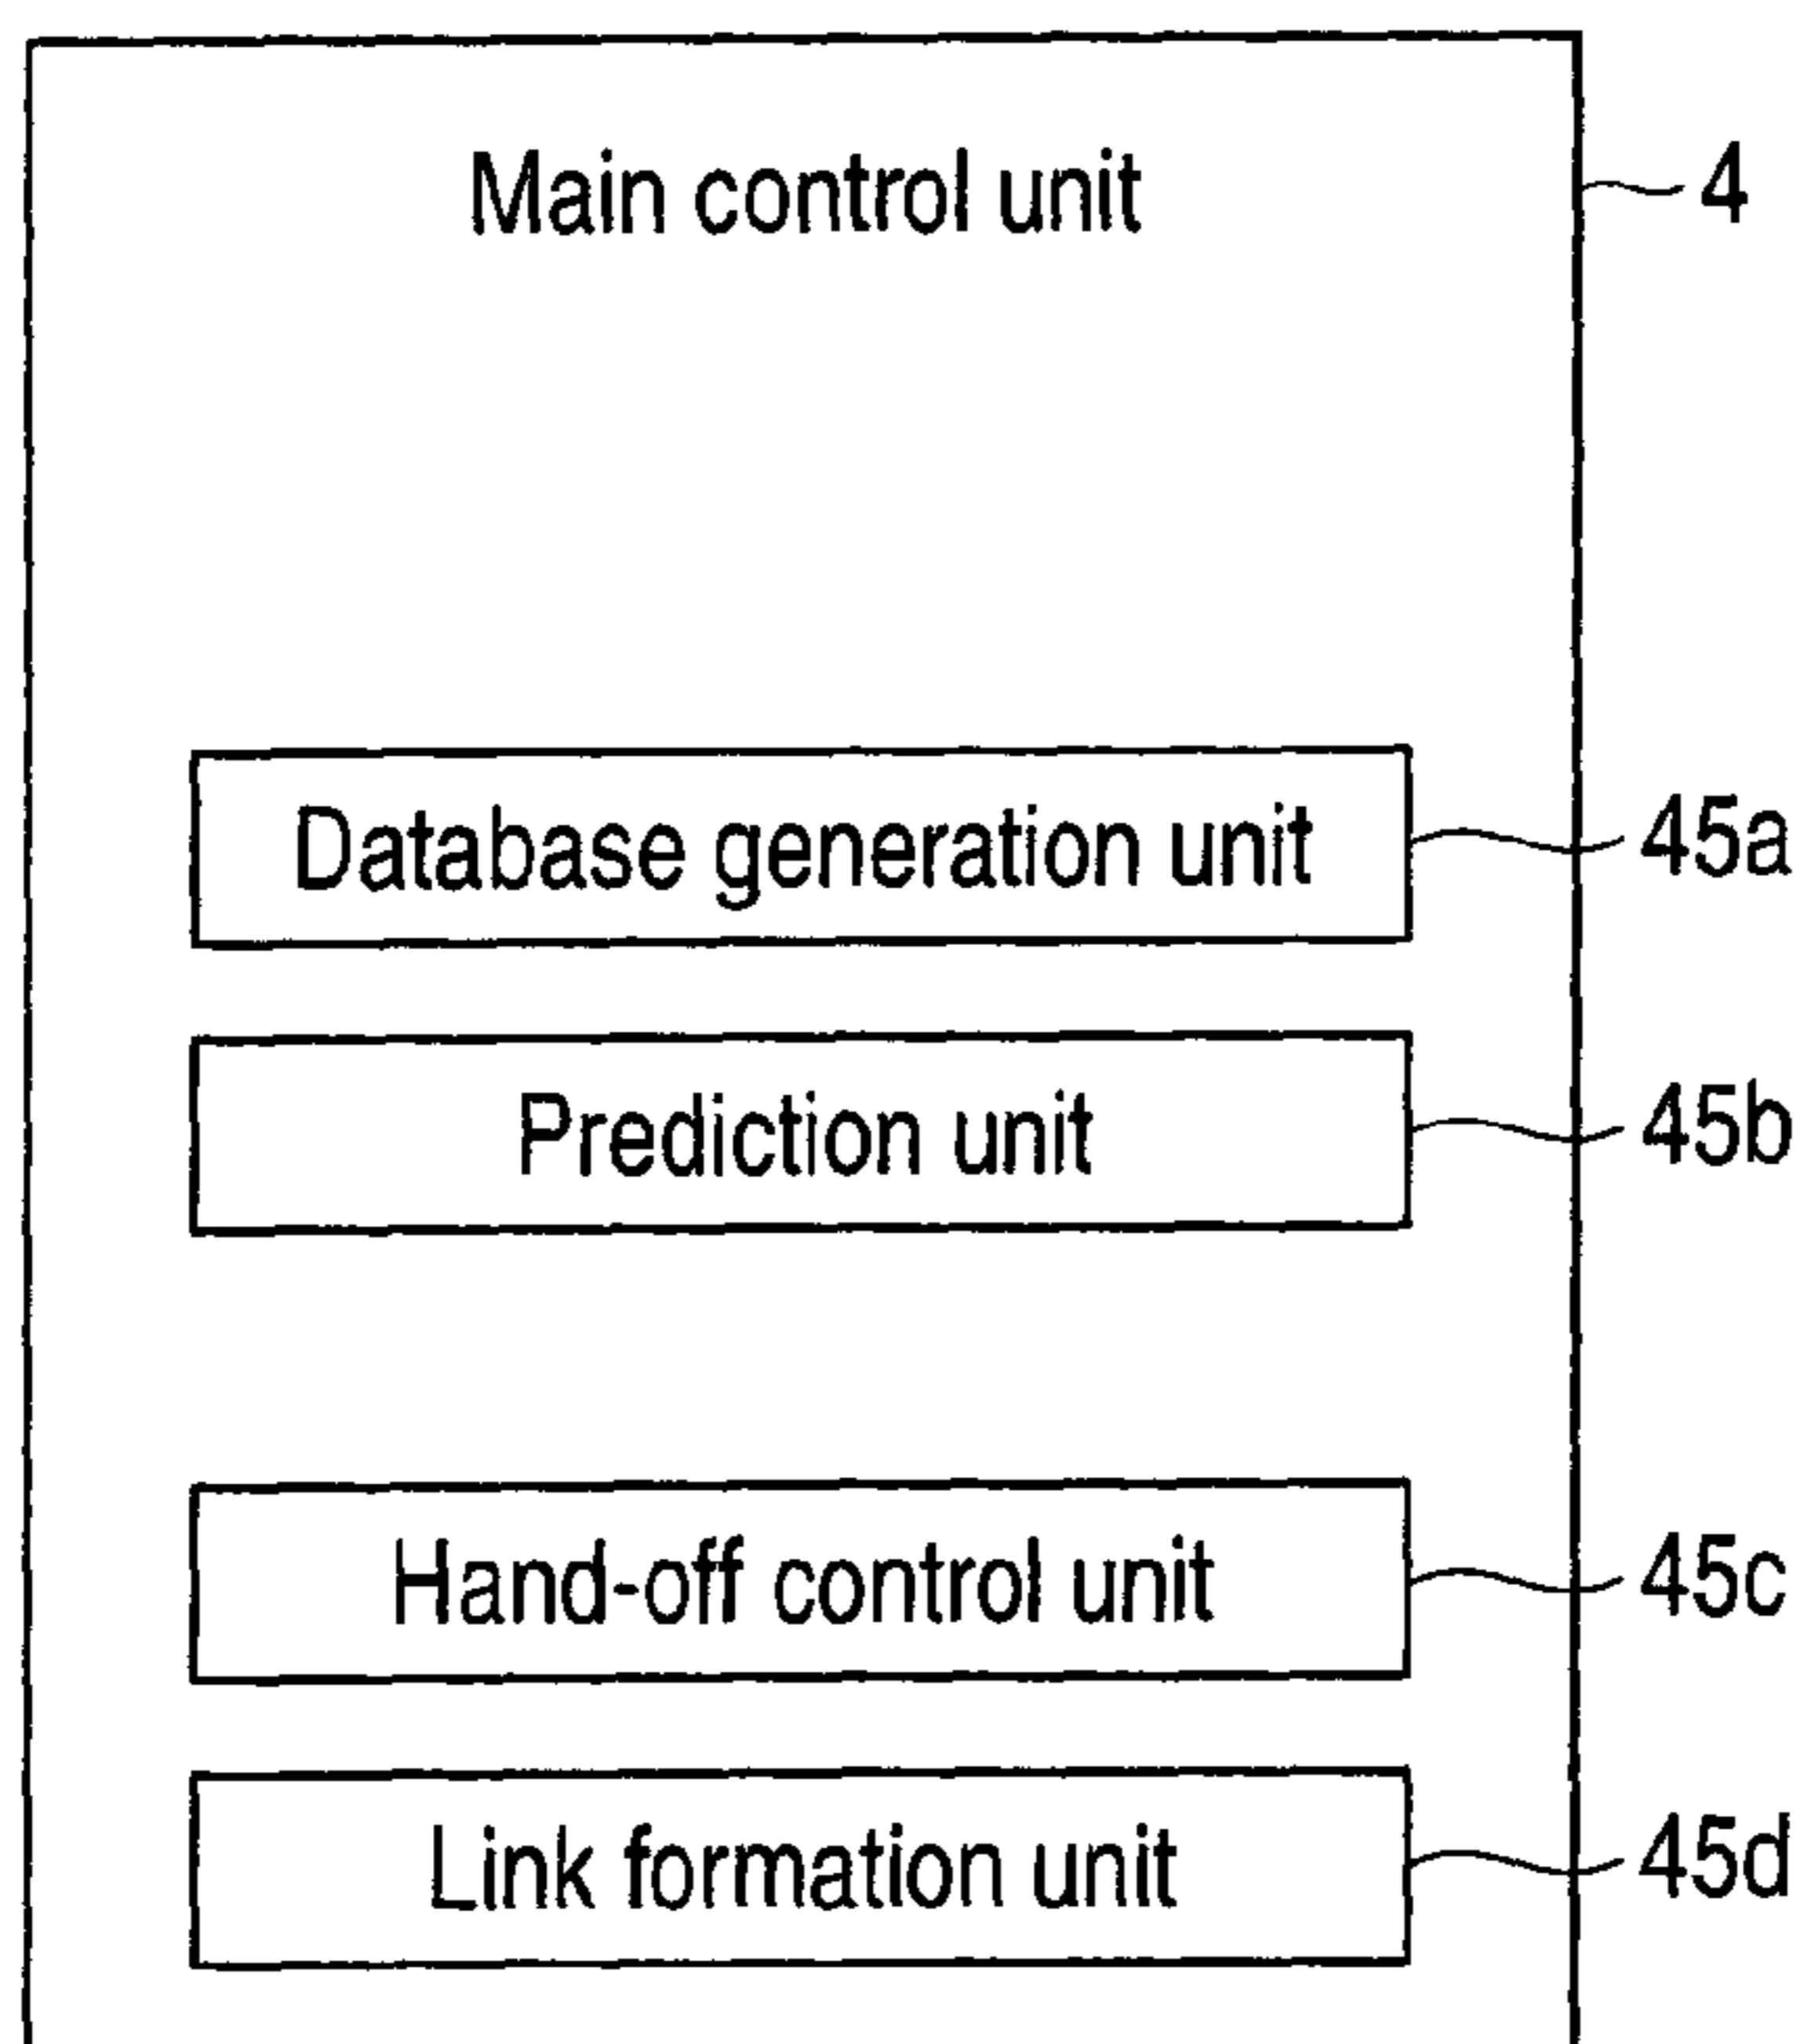 Main control unit 4
Database generation unit 45a
Prediction unit 45b
Hand-off control unit 45c
Link formation unit 45d